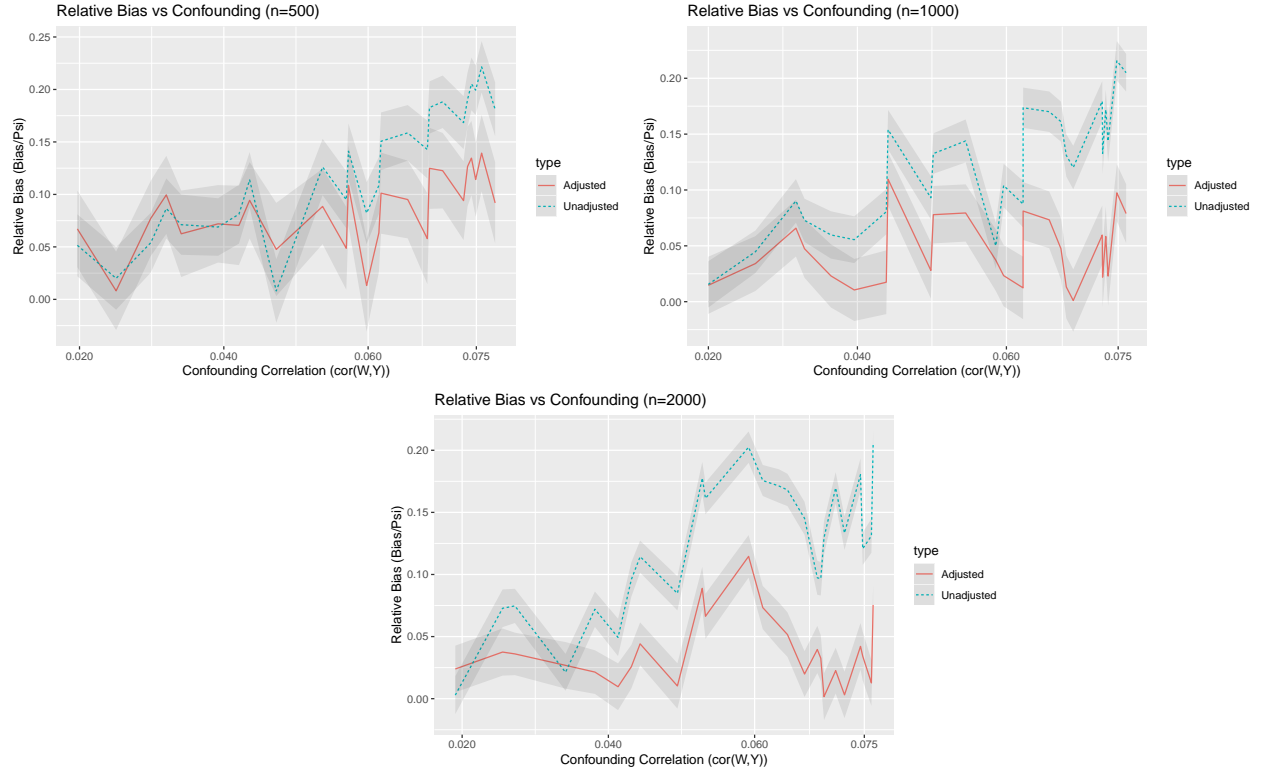 Relative Bias vs Confounding (n=500)
Relative Bias (Bias/Psi)
0.25
0.20
0.15
0.10
0.05
0.00
0.020
0.040
0.060
0.075
Confounding Correlation (cor(W,Y))
type
Adjusted
Unadjusted
Relative Bias vs Confounding (n=1000)
Relative Bias (Bias/Psi)
0.20
0.15
0.10
0.05
0.00
0.020
0.040
0.060
0.075
Confounding Correlation (cor(W,Y))
type
Adjusted
Unadjusted
Relative Bias vs Confounding (n=2000)
Relative Bias (Bias/Psi)
0.20
0.15
0.10
0.05
0.00
0.020
0.040
0.060
0.075
Confounding Correlation (cor(W,Y))
type
Adjusted
Unadjusted